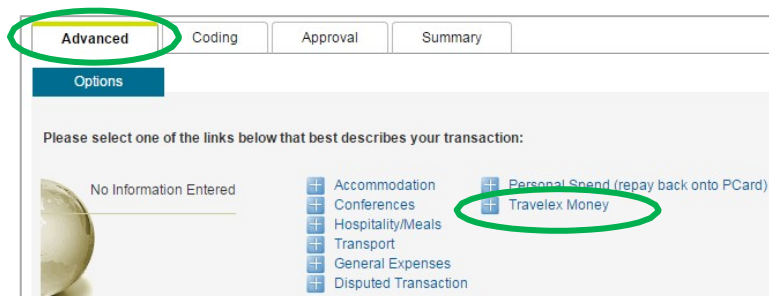 Advanced Coding Approval Summary
Options
Please select one of the links below that best describes your transaction:
No Information Entered
Accommodation
Conferences
Hospitality/Meals
Transport
General Expenses
Disputed Transaction
Personal Spend (repay back onto PCard)
Travelex Money